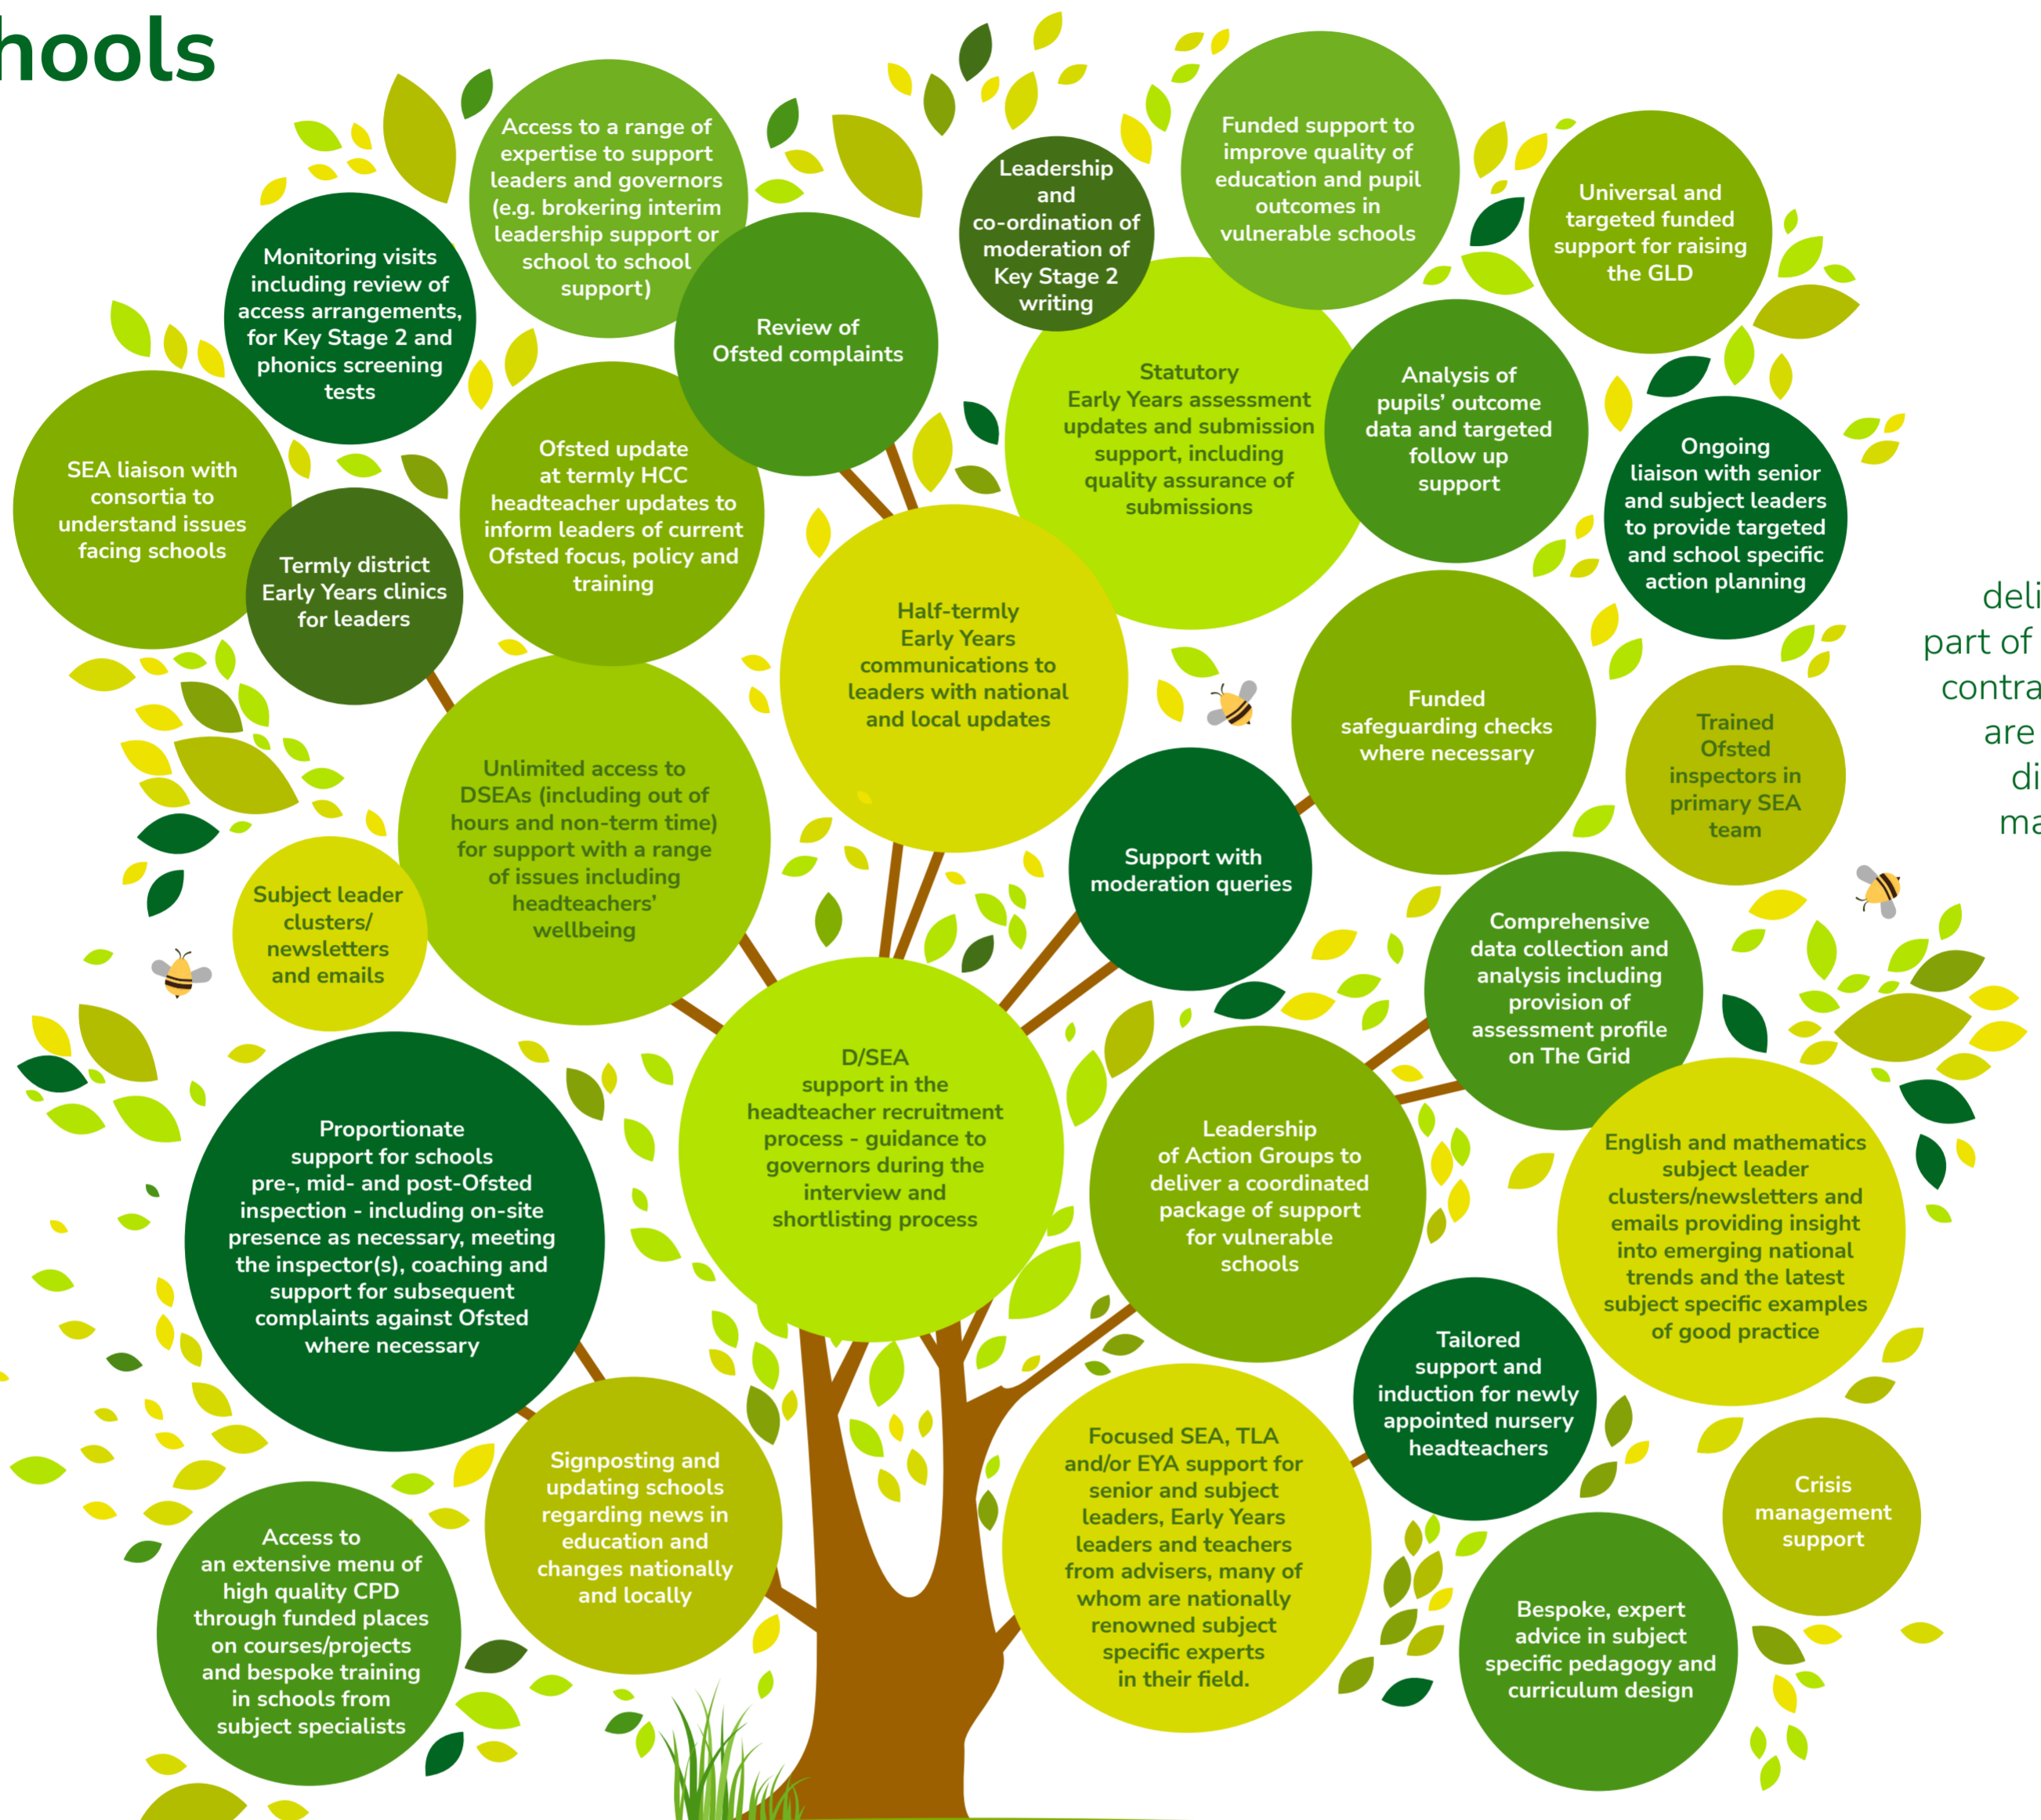 hools
Access to a range of
expertise to support
leaders and governors
(e.g. brokering interim
leadership support or
school to school
support)
Leadership
and
co-ordination of
moderation of
Key Stage 2
writing
Funded support to
improve quality of
education and pupil
outcomes in
vulnerable schools
Universal and
targeted funded
support for raising
the GLD
Monitoring visits
including review of
access arrangements,
for Key Stage 2 and
phonics screening
tests
Review of
Ofsted complaints
Statutory
Early Years assessment
updates and submission
support, including
quality assurance of
submissions
Analysis of
pupils’ outcome
data and targeted
follow up
support
Ongoing
liaison with senior
and subject leaders
to provide targeted
and school specific
action planning
SEA liaison with
consortia to
understand issues
facing schools
Termly district
Early Years clinics
for leaders
Ofsted update
at termly HCC
headteacher updates to
inform leaders of current
Ofsted focus, policy and
training
Half-termly
Early Years
communications to
leaders with national
and local updates
Funded
safeguarding checks
where necessary
Trained
Ofsted
inspectors in
primary SEA
team
deli
part of
contra
are
di
ma
Unlimited access to
DSEAs (including out of
hours and non-term time)
for support with a range
of issues including
headteachers’
wellbeing
Support with
moderation queries
Subject leader
clusters/
newsletters
and emails
Comprehensive
data collection and
analysis including
provision of
assessment profile
on The Grid
D/SEA
support in the
headteacher recruitment
process - guidance to
governors during the
interview and
shortlisting process
Proportionate
support for schools
pre-, mid- and post-Ofsted
inspection - including on-site
presence as necessary, meeting
the inspector(s), coaching and
support for subsequent
complaints against Ofsted
where necessary
Leadership
of Action Groups to
deliver a coordinated
package of support
for vulnerable
schools
English and mathematics
subject leader
clusters/newsletters and
emails providing insight
into emerging national
trends and the latest
subject specific examples
of good practice
Tailored
support and
induction for newly
appointed nursery
headteachers
Signposting and
updating schools
regarding news in
education and
changes nationally
and locally
Focused SEA, TLA
and/or EYA support for
senior and subject
leaders, Early Years
leaders and teachers
from advisers, many of
whom are nationally
renowned subject
specific experts
in their field.
Crisis
management
support
Access to
an extensive menu of
high quality CPD
through funded places
on courses/projects
and bespoke training
in schools from
subject specialists
Bespoke, expert
advice in subject
specific pedagogy and
curriculum design